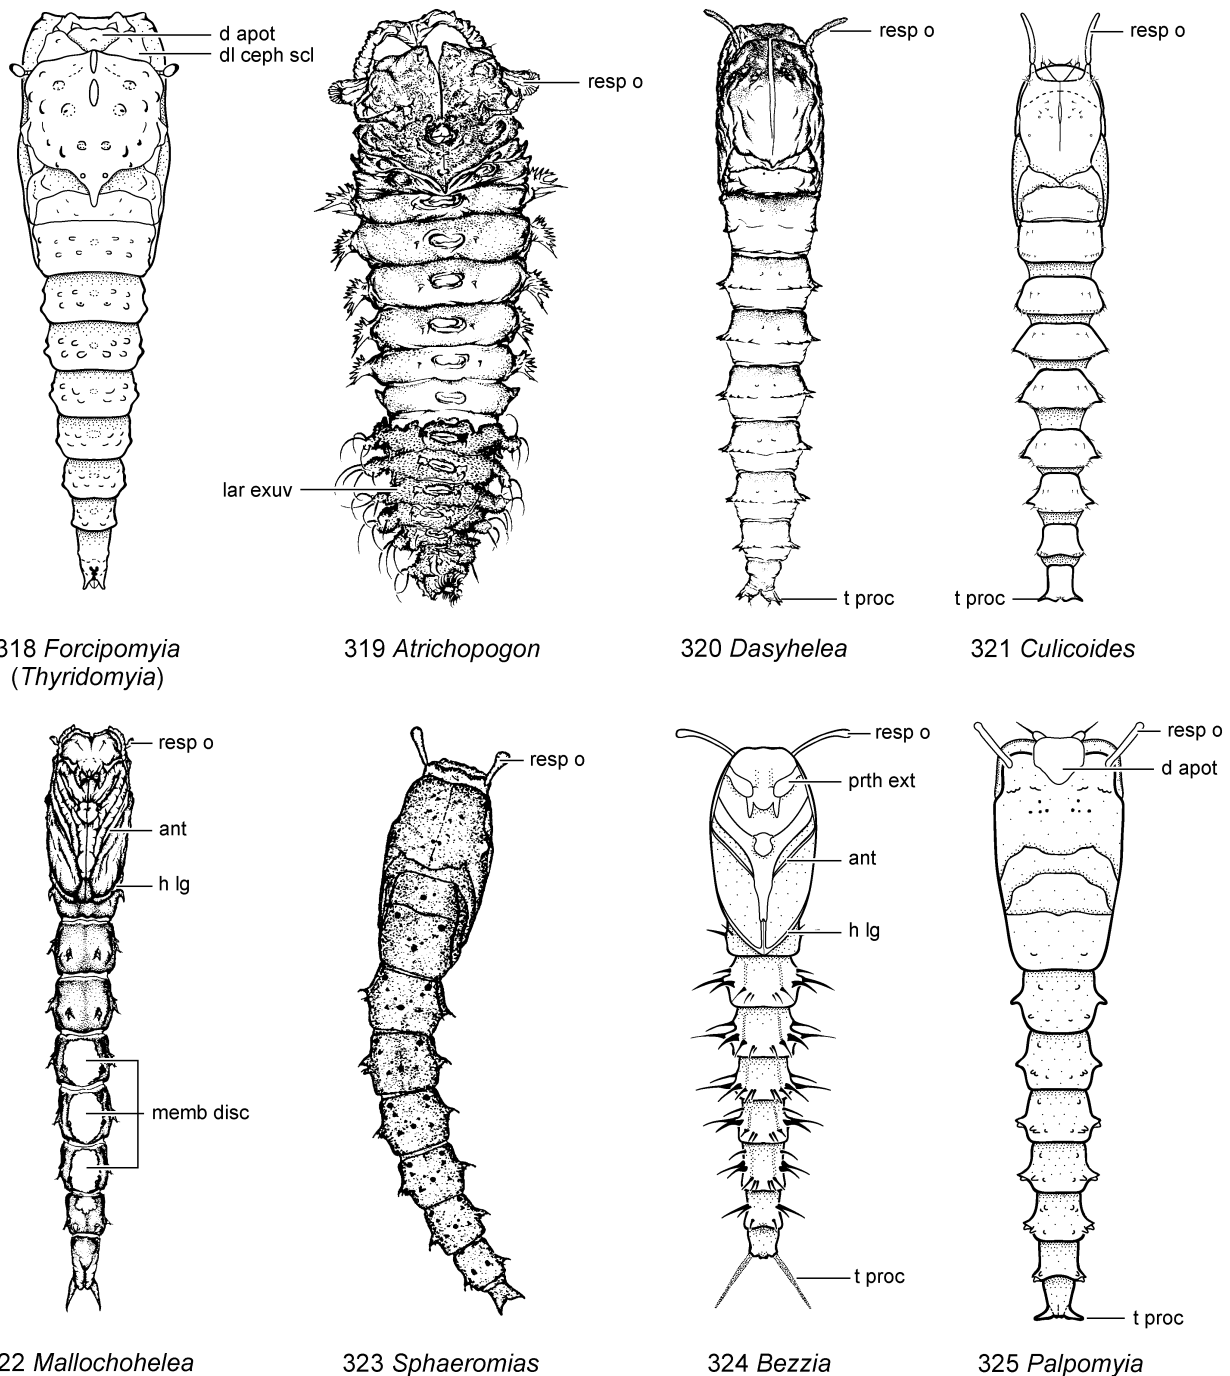 d apot
dl ceph scl
resp o
resp o
resp o
lar exuv
t proc
t proc
318 Forcipomyia
(Thyridomyia)
319 Atrichopogon
320 Dasyhelea
321 Culicoides
resp o
ant
h lg
memb disc
resp o
resp o
prth ext
ant
h lg
t proc
resp o
d apot
t proc
22 Mallochohelea
323 Sphaeromias
324 Bezzia
325 Palpomyia